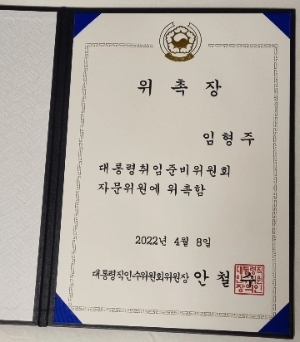 위촉장
임형주
대통령취임준비위원회
자문위원에 위촉함
2022년 4월 8일
대통령직인수위원회위원장 안철